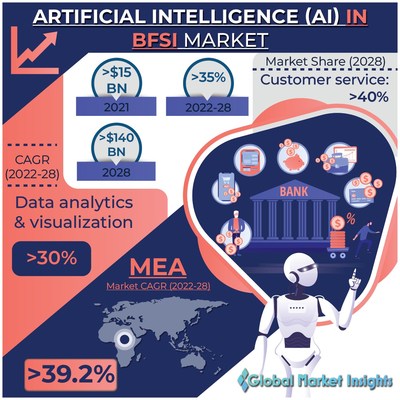 ARTIFICIAL INTELLIGENCE (AI) IN
BFSI MARKET
>$15
BN
2021
>35%
2022-28
>$140
BN
2028
Market Share (2028)
Customer service:
>40%
CAGR
(2022-28)
Data analytics
& visualization
>30%
BANK
$
$
$
$
$
%
MEA
Market CAGR (2022-28)
>39.2%
Global Market Insights